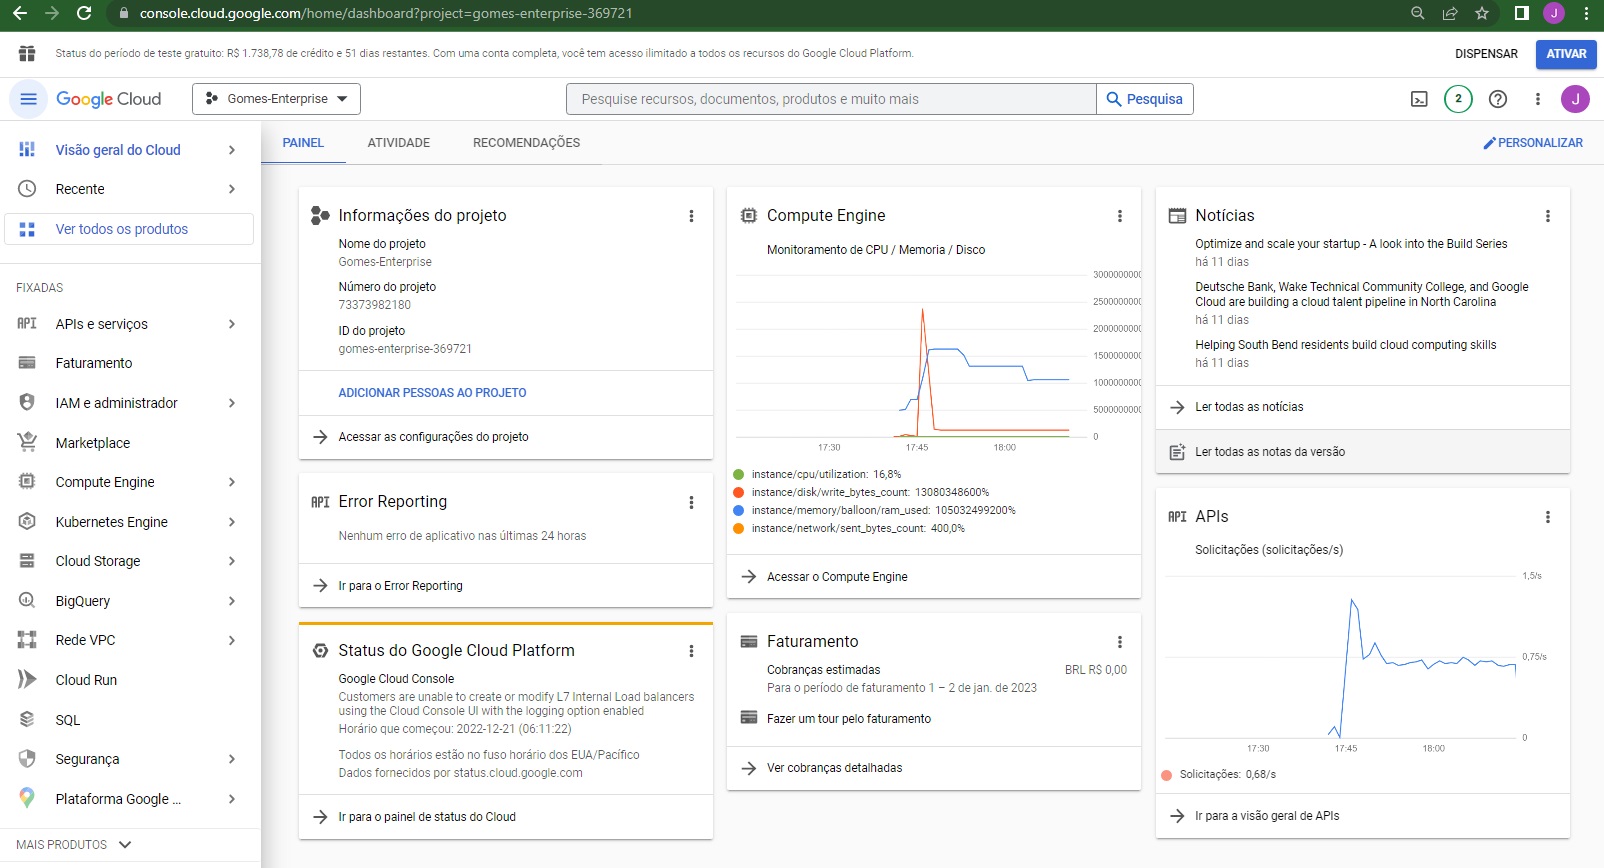 console.cloud.google.com/home/dashboard?project=gomes-enterprise-369721
J
Status do período de teste gratuito: R$ 1.738,78 de crédito e 51 dias restantes. Com uma conta completa, você tem acesso ilimitado a todos os recursos do Google Cloud Platform.
DISPENSAR
ATIVAR
Google Cloud
Gomes-Enterprise
Pesquise recursos, documentos, produtos e muito mais
Pesquisa
2
J
Visão geral do Cloud
Recente
Ver todos os produtos
FIXADAS
API APIs e serviços
Faturamento
IAM e administrador
Marketplace
Compute Engine
Kubernetes Engine
Cloud Storage
BigQuery
Rede VPC
Cloud Run
SQL
Segurança
Plataforma Google ...
MAIS PRODUTOS
PAINEL
ATIVIDADE
RECOMENDAÇÕES
PERSONALIZAR
Informações do projeto
Nome do projeto
Gomes-Enterprise
Número do projeto
73373982180
ID do projeto
gomes-enterprise-369721
ADICIONAR PESSOAS AO PROJETO
Acessar as configurações do projeto
API Error Reporting
Nenhum erro de aplicativo nas últimas 24 horas
Ir para o Error Reporting
Status do Google Cloud Platform
Google Cloud Console
Customers are unable to create or modify L7 Internal Load balancers
using the Cloud Console UI with the logging option enabled
Horário que começou: 2022-12-21 (06:11:22)
Todos os horários estão no fuso horário dos EUA/Pacífico
Dados fornecidos por status.cloud.google.com
Ir para o painel de status do Cloud
Compute Engine
Monitoramento de CPU / Memoria / Disco
3000000000
2500000000
2000000000
1500000000
1000000000
5000000000
0
17:30
17:45
18:00
instance/cpu/utilization: 16,8%
instance/disk/write_bytes_count: 13080348600%
instance/memory/balloon/ram_used: 105032499200%
instance/network/sent_bytes_count: 400,0%
Acessar o Compute Engine
Faturamento
Cobranças estimadas
BRL R$ 0,00
Para o período de faturamento 1 – 2 de jan. de 2023
Fazer um tour pelo faturamento
Ver cobranças detalhadas
Notícias
Optimize and scale your startup - A look into the Build Series
há 11 dias
Deutsche Bank, Wake Technical Community College, and Google
Cloud are building a cloud talent pipeline in North Carolina
há 11 dias
Helping South Bend residents build cloud computing skills
há 11 dias
Ler todas as notícias
Ler todas as notas da versão
API APIs
Solicitações (solicitações/s)
1,5/s
0,75/s
0
17:30
17:45
18:00
Solicitações: 0,68/s
Ir para a visão geral de APIs